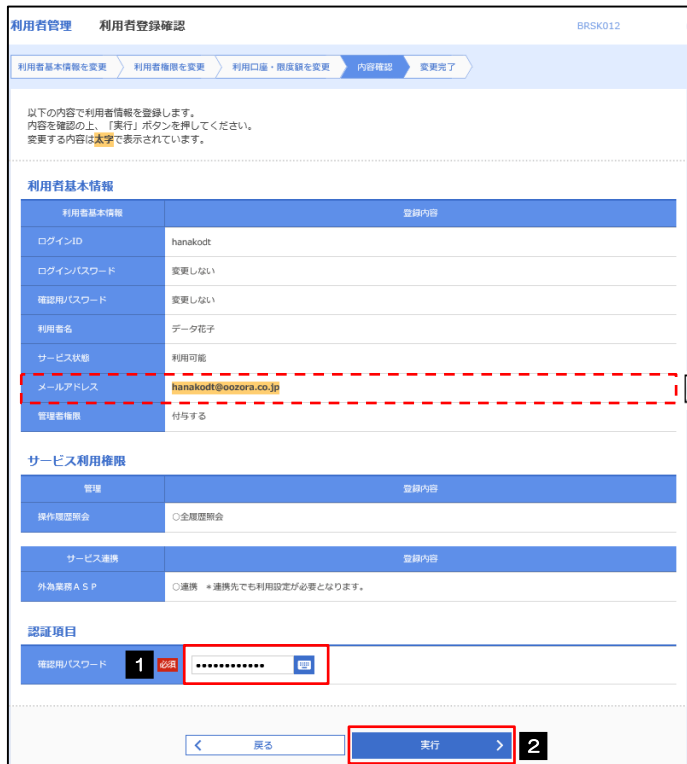 利用者管理 利用者登録確認 BRSK012
利用者基本情報を変更 利用者権限を変更 利用口座・限度額を変更 内容確認 変更完了
以下の内容で利用者情報を登録します。
内容を確認の上、「実行」ボタンを押してください。
変更する内容は太字で表示されています。
利用者基本情報
利用者基本情報 登録内容
ログインID hanakodt
ログインパスワード 変更しない
確認用パスワード 変更しない
利用者名 データ花子
サービス状態 利用可能
メールアドレス hanakodt@oozora.co.jp
管理者権限 付与する
サービス利用権限
管理 登録内容
操作履歴照会 ○全履歴照会
サービス連携 登録内容
外為業務ASP ○連携 *連携先でも利用設定が必要となります。
認証項目
確認用パスワード 1 必須 ••••••••••••
戻る 実行 2